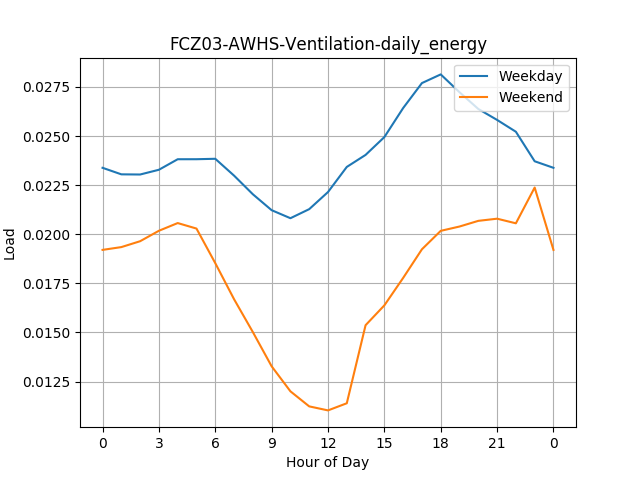 FCZ03-AWHS-Ventilation-daily_energy
Weekday
Weekend
0.0275
0.0250
0.0225
0.0200
0.0175
0.0150
0.0125
Load
0 3 6 9 12 15 18 21 0
Hour of Day